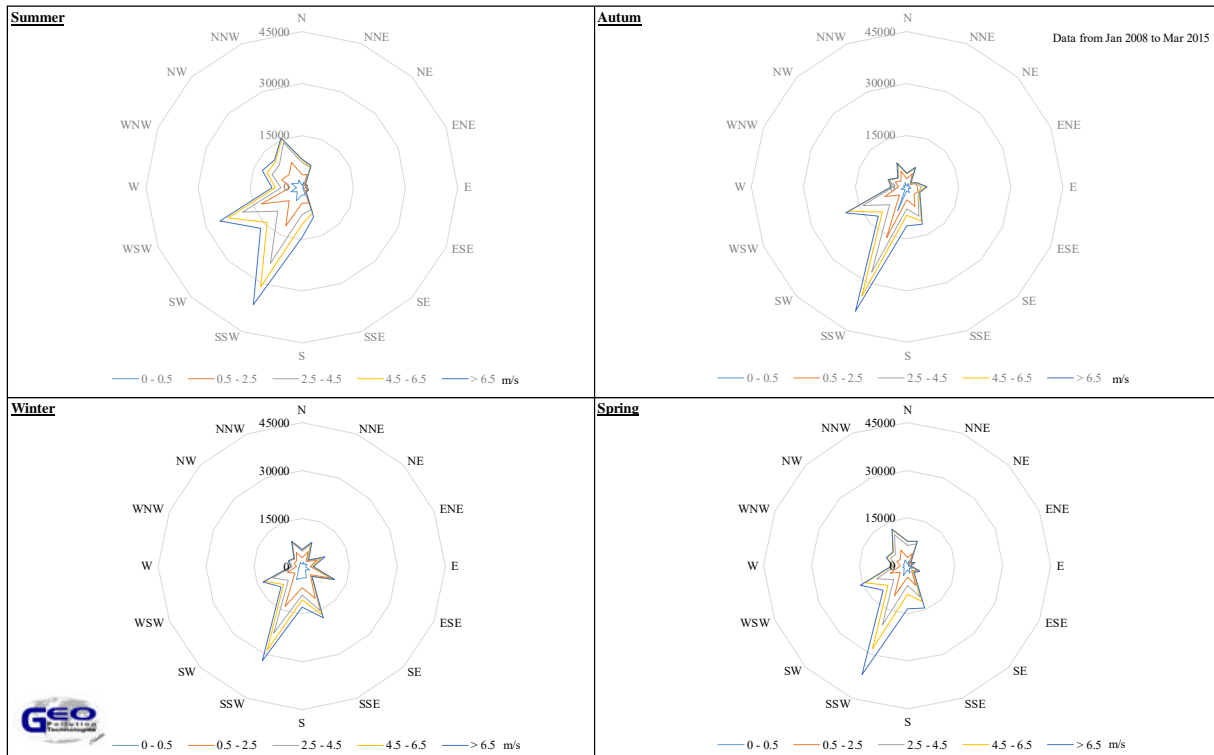 Summer
N
45000
NNW
NNE
30000
NW
NE
15000
WNW
ENE
W
0
E
WSW
ESE
SW
SE
SSW
SSE
S
0 - 0.5
0.5 - 2.5
2.5 - 4.5
4.5 - 6.5
> 6.5 m/s
Autum
Data from Jan 2008 to Mar 2015
N
45000
NNW
NNE
30000
NW
NE
15000
WNW
ENE
W
0
E
WSW
ESE
SW
SE
SSW
SSE
S
0 - 0.5
0.5 - 2.5
2.5 - 4.5
4.5 - 6.5
> 6.5 m/s
Winter
N
45000
NNW
NNE
30000
NW
NE
15000
WNW
ENE
W
0
E
WSW
ESE
SW
SE
SSW
SSE
S
0 - 0.5
0.5 - 2.5
2.5 - 4.5
4.5 - 6.5
> 6.5 m/s
GEO
Pollution
Technologies
Spring
N
45000
NNW
NNE
30000
NW
NE
15000
WNW
ENE
W
0
E
WSW
ESE
SW
SE
SSW
SSE
S
0 - 0.5
0.5 - 2.5
2.5 - 4.5
4.5 - 6.5
> 6.5 m/s